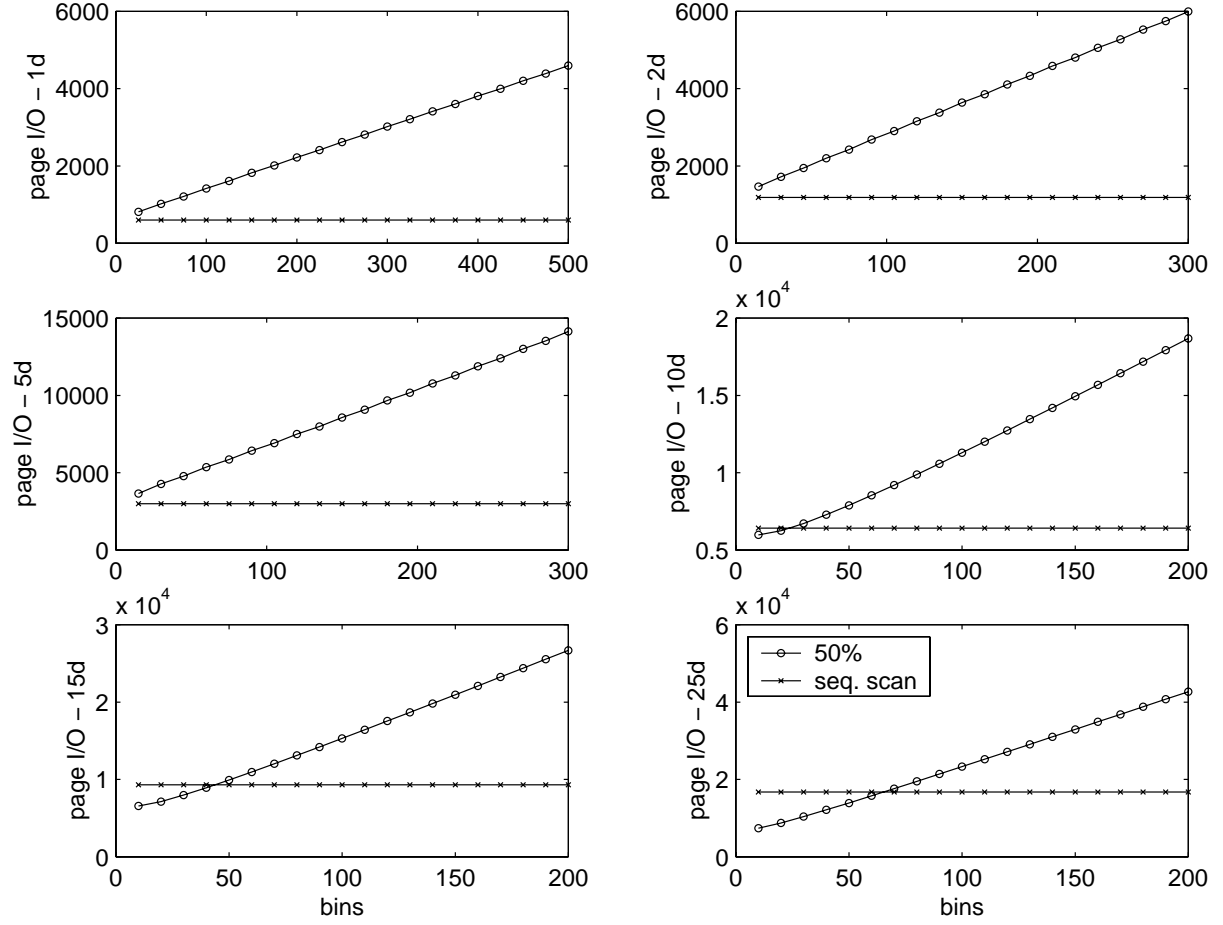 6000
4000
2000
0
page I/O – 1d
0 100 200 300 400 500
6000
4000
2000
0
page I/O – 2d
0 100 200 300
15000
10000
5000
0
page I/O – 5d
0 100 200 300
x 10^4
2
1.5
1
0.5
page I/O – 10d
0 50 100 150 200
x 10^4
3
2
1
0
page I/O – 15d
0 50 100 150 200
bins
x 10^4
6
4
2
0
page I/O – 25d
50%
seq. scan
0 50 100 150 200
bins